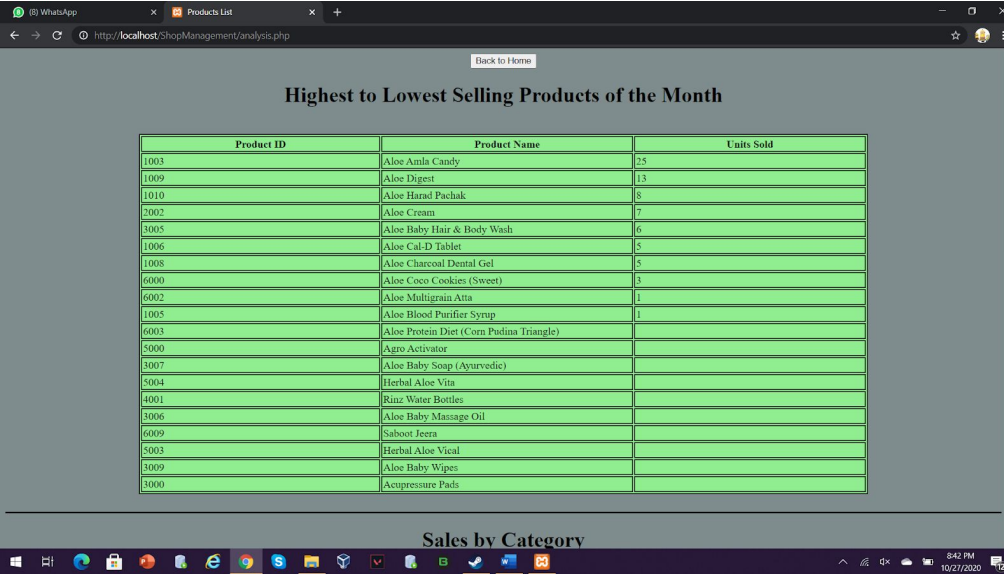 (8) WhatsApp
Products List
http://localhost/ShopManagement/analysis.php
Back to Home
Highest to Lowest Selling Products of the Month
Product ID Product Name Units Sold
1003 Aloe Amla Candy 25
1009 Aloe Digest 13
1010 Aloe Harad Pachak 8
2002 Aloe Cream 7
3005 Aloe Baby Hair & Body Wash 6
1006 Aloe Cal-D Tablet 5
1008 Aloe Charcoal Dental Gel 5
6000 Aloe Coco Cookies (Sweet) 3
6002 Aloe Multigrain Atta 1
1005 Aloe Blood Purifier Syrup 1
6003 Aloe Protein Diet (Corn Pudina Triangle)
5000 Agro Activator
3007 Aloe Baby Soap (Ayurvedic)
5004 Herbal Aloe Vita
4001 Rinz Water Bottles
3006 Aloe Baby Massage Oil
6009 Saboot Jeera
5003 Herbal Aloe Vical
3009 Aloe Baby Wipes
3000 Acupressure Pads
Sales by Category
8:42 PM
10/27/2020